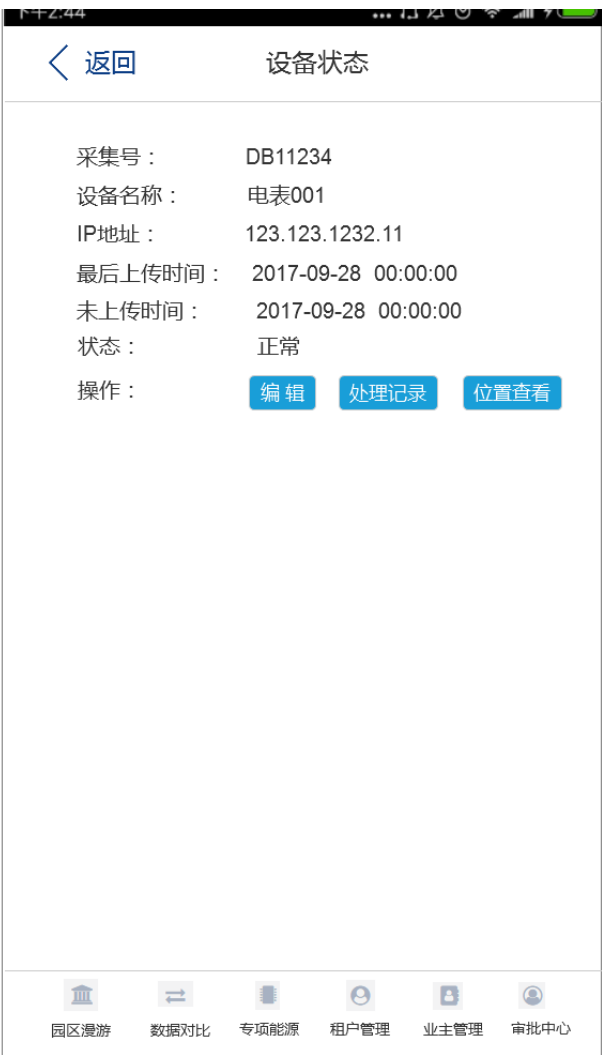 下午2:44
返回 设备状态
采集号： DB11234
设备名称： 电表001
IP地址： 123.123.1232.11
最后上传时间： 2017-09-28 00:00:00
未上传时间： 2017-09-28 00:00:00
状态： 正常
操作： 编 辑 处理记录 位置查看
园区漫游 数据对比 专项能源 租户管理 业主管理 审批中心